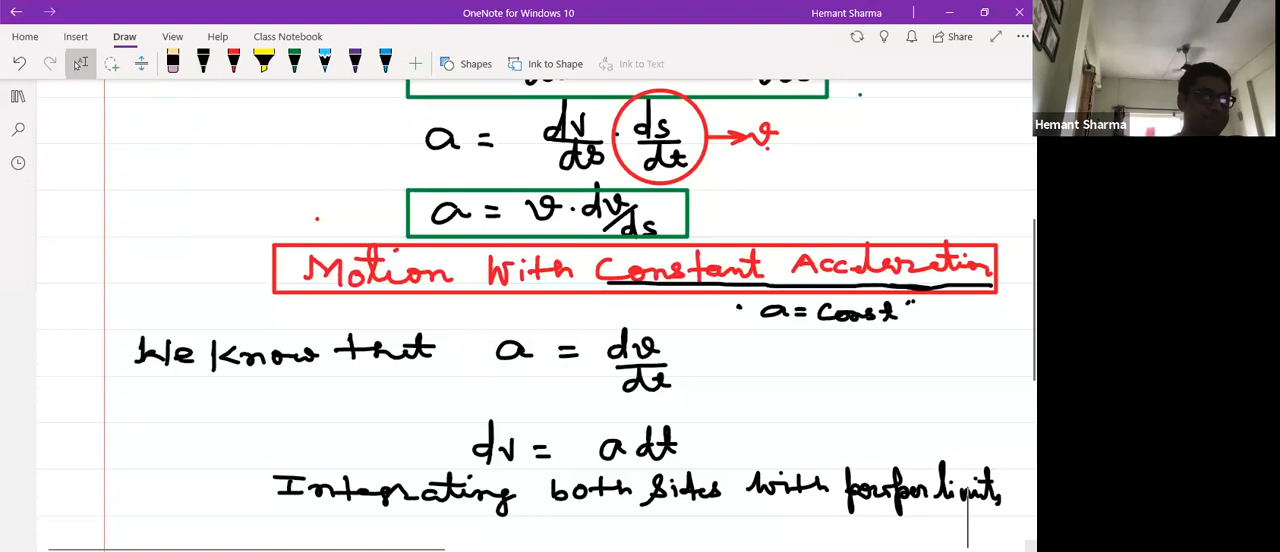 OneNote for Windows 10
Hemant Sharma
Home Insert Draw View Help Class Notebook
Share
Shapes Ink to Shape Ink to Text
Hemant Sharma
a = dv/ds · ds/dt → v
a = v · dv/ds
Motion With Constant Acceleration
a = const"
We know that a = dv/dt
dv = a dt
Integrating both sides with
limits